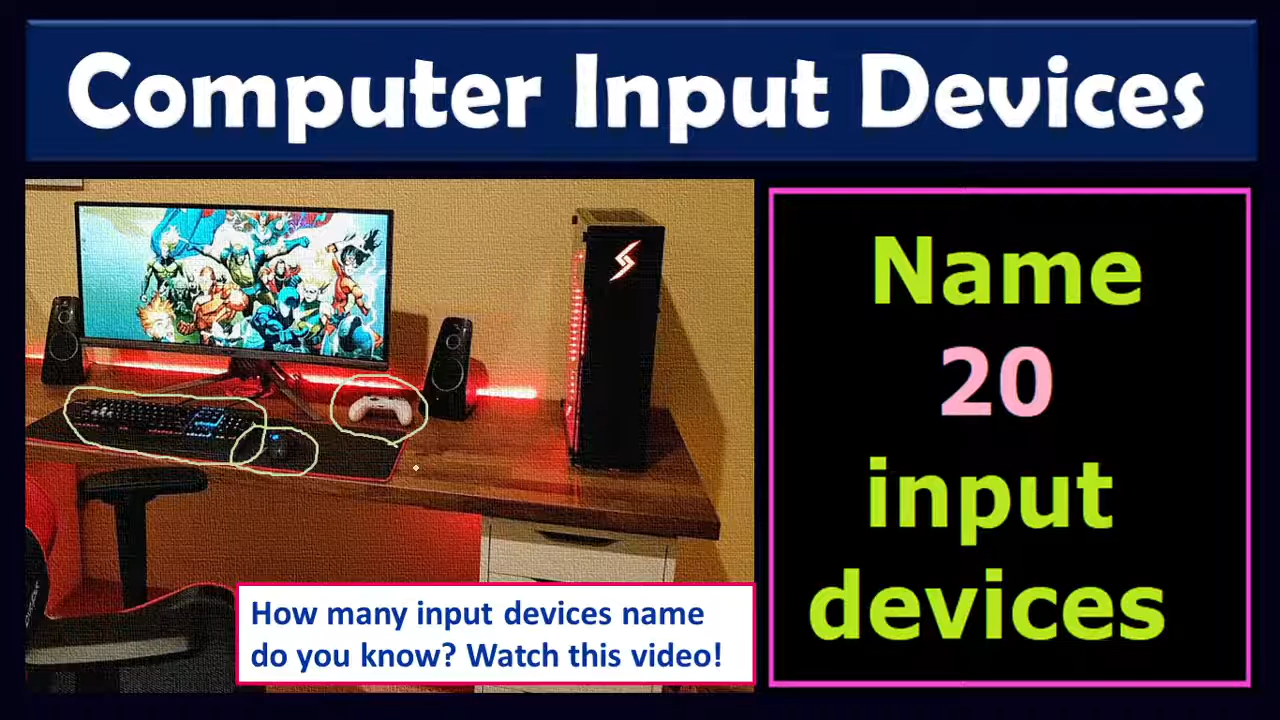 Computer Input Devices
Name
20
input
devices
How many input devices name
do you know? Watch this video!